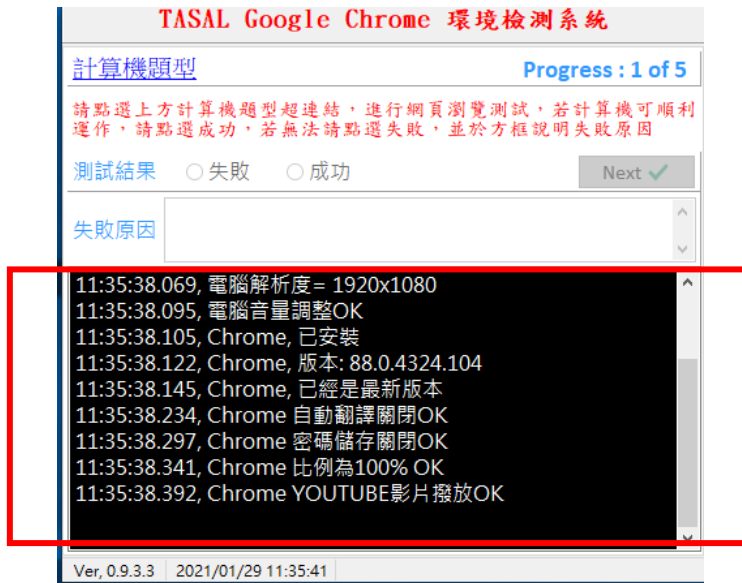 TASAL Google Chrome 環境檢測系統
計算機題型
Progress : 1 of 5
請點選上方計算機題型超連結，進行網頁瀏覽測試，若計算機可順利
運作，請點選成功，若無法請點選失敗，並於方框說明失敗原因
測試結果 失敗 成功 Next
失敗原因
11:35:38.069, 電腦解析度= 1920x1080
11:35:38.095, 電腦音量調整OK
11:35:38.105, Chrome, 已安裝
11:35:38.122, Chrome, 版本: 88.0.4324.104
11:35:38.145, Chrome, 已經是最新版本
11:35:38.234, Chrome 自動翻譯關閉OK
11:35:38.297, Chrome 密碼儲存關閉OK
11:35:38.341, Chrome 比例為100% OK
11:35:38.392, Chrome YOUTUBE影片撥放OK
Ver, 0.9.3.3 2021/01/29 11:35:41